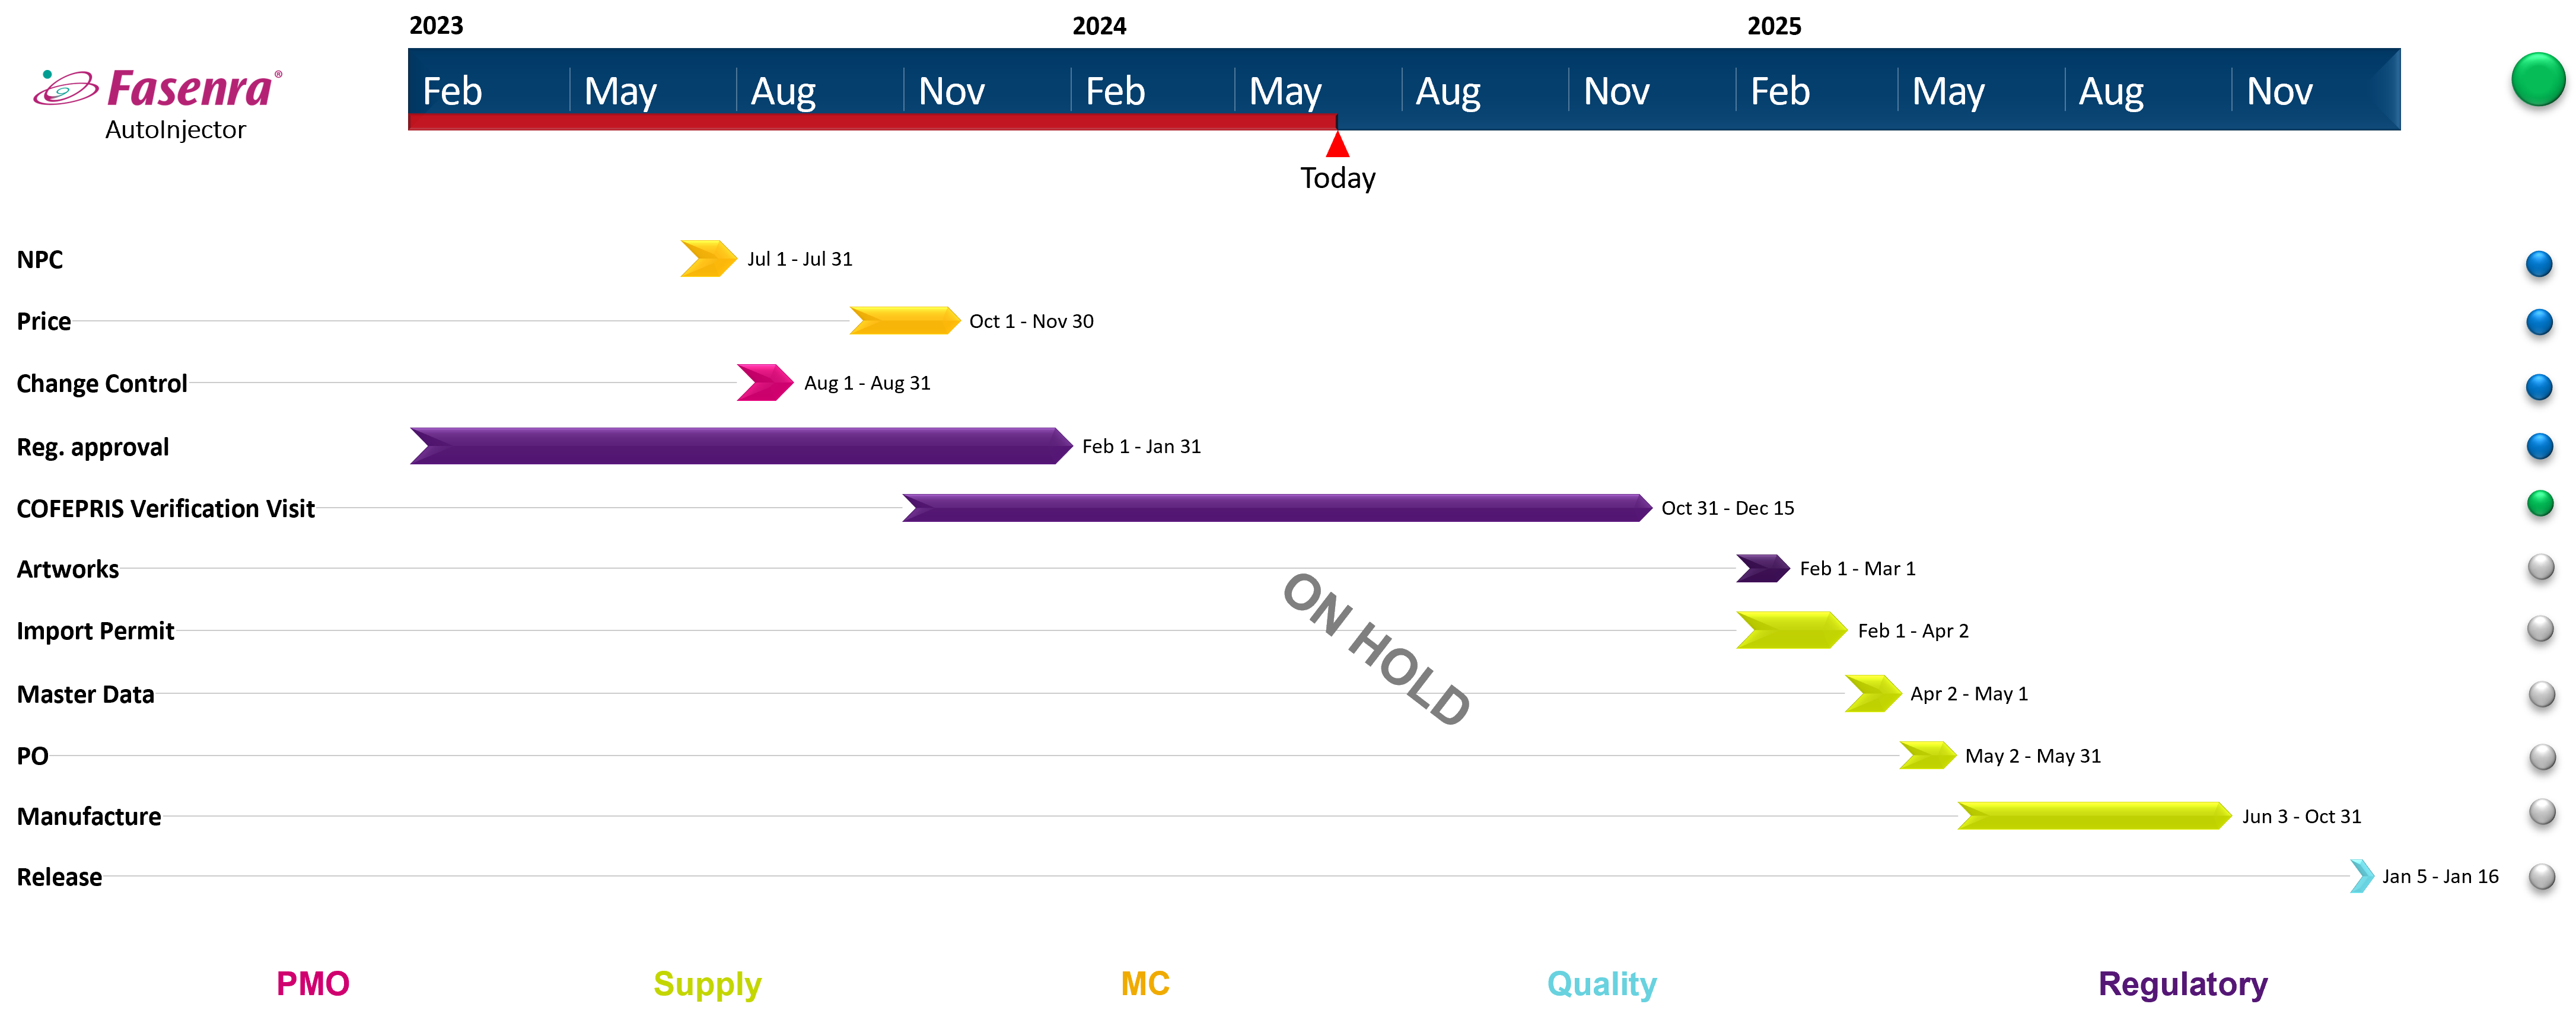 2023 2024 2025
Fasenra®
AutoInjector
Feb May Aug Nov Feb May Aug Nov Feb May Aug Nov
Today
NPC Jul 1 - Jul 31
Price Oct 1 - Nov 30
Change Control Aug 1 - Aug 31
Reg. approval Feb 1 - Jan 31
COFEPRIS Verification Visit Oct 31 - Dec 15
Artworks Feb 1 - Mar 1
Import Permit Feb 1 - Apr 2
ON HOLD
Master Data Apr 2 - May 1
PO May 2 - May 31
Manufacture Jun 3 - Oct 31
Release Jan 5 - Jan 16
PMO Supply MC Quality Regulatory